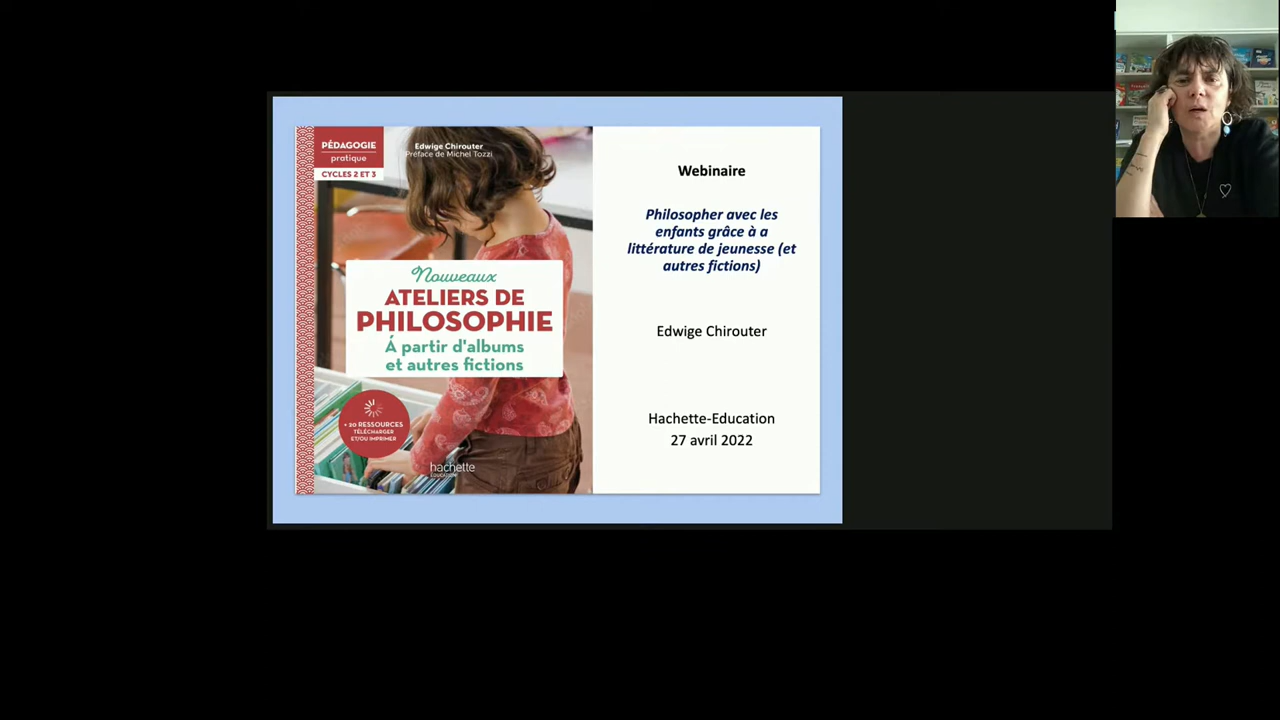 PÉDAGOGIE
pratique
CYCLES 2 ET 3
Edwige Chirouter
Préface de Michel Tozzi
Nouveaux
ATELIERS DE
PHILOSOPHIE
Á partir d'albums
et autres fictions
+ 20 RESSOURCES
TÉLÉCHARGER
ET/OU IMPRIMER
hachette
ÉDUCATION
Webinaire
Philosopher avec les
enfants grâce à a
littérature de jeunesse (et
autres fictions)
Edwige Chirouter
Hachette-Education
27 avril 2022